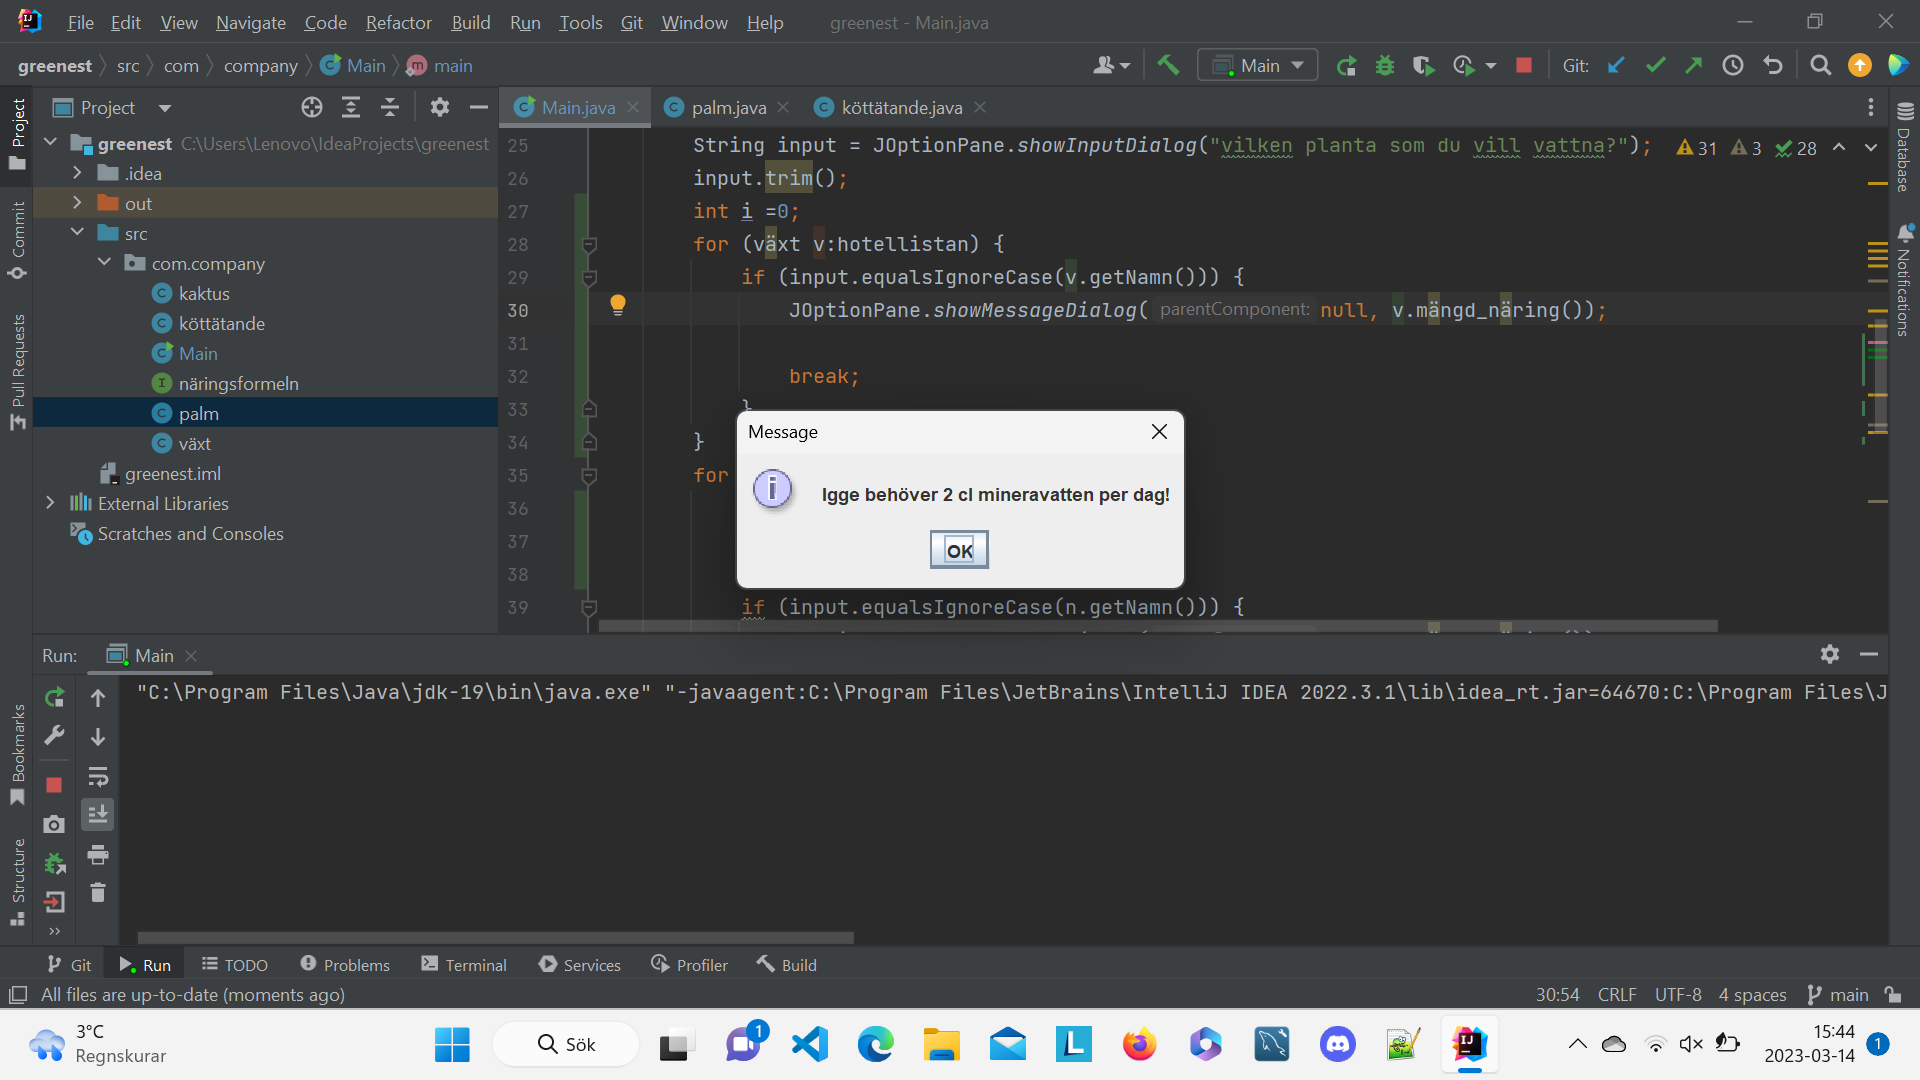 File Edit View Navigate Code Refactor Build Run Tools Git Window Help greenest - Main.java
greenest src com company Main main
Main Git:
Project
Main.java palm.java köttätande.java
greenest C:\Users\Lenovo\IdeaProjects\greenest
.idea
out
src
com.company
kaktus
köttätande
Main
näringsformeln
palm
växt
greenest.iml
External Libraries
Scratches and Consoles
Project
Commit
Pull Requests
Bookmarks
Structure
Database
Notifications
31 3 28
25 String input = JOptionPane.showInputDialog("vilken planta som du vill vattna?");
26 input.trim();
27 int i =0;
28 for (växt v:hotellistan) {
29 if (input.equalsIgnoreCase(v.getNamn())) {
30 JOptionPane.showMessageDialog( parentComponent: null, v.mängd_näring());
31
32 break;
33 }
34 }
35 for
36
37
38
39 if (input.equalsIgnoreCase(n.getNamn())) {
Message
Igge behöver 2 cl mineravatten per dag!
OK
Run: Main
"C:\Program Files\Java\jdk-19\bin\java.exe" "-javaagent:C:\Program Files\JetBrains\IntelliJ IDEA 2022.3.1\lib\idea_rt.jar=64670:C:\Program Files\J
Git Run TODO Problems Terminal Services Profiler Build
All files are up-to-date (moments ago) 30:54 CRLF UTF-8 4 spaces main
3°C
Regnskurar
Sök
1
15:44
2023-03-14
1